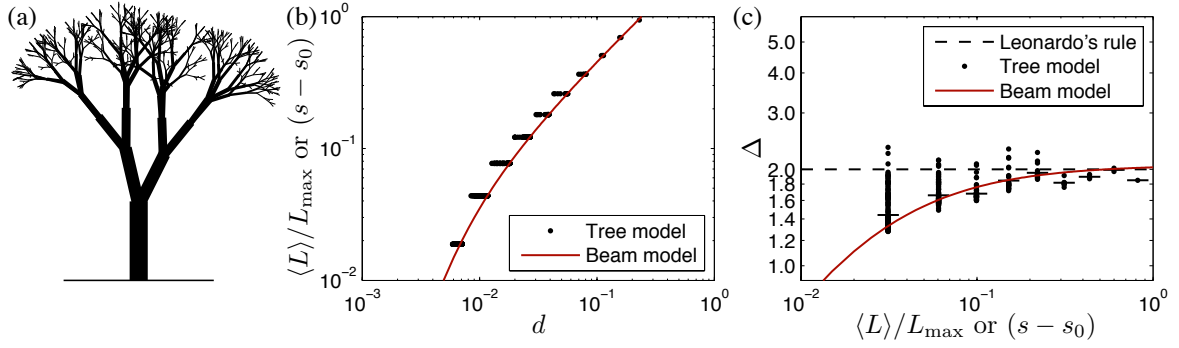 (a)
(b)
⟨L⟩/L_max or (s − s_0)
10^0
10^-1
10^-2
10^-3
10^-2
10^-1
10^0
d
Tree model
Beam model
(c)
Δ
5.0
4.0
3.0
2.0
1.8
1.6
1.4
1.2
1.0
10^-2
10^-1
10^0
⟨L⟩/L_max or (s − s_0)
Leonardo's rule
Tree model
Beam model